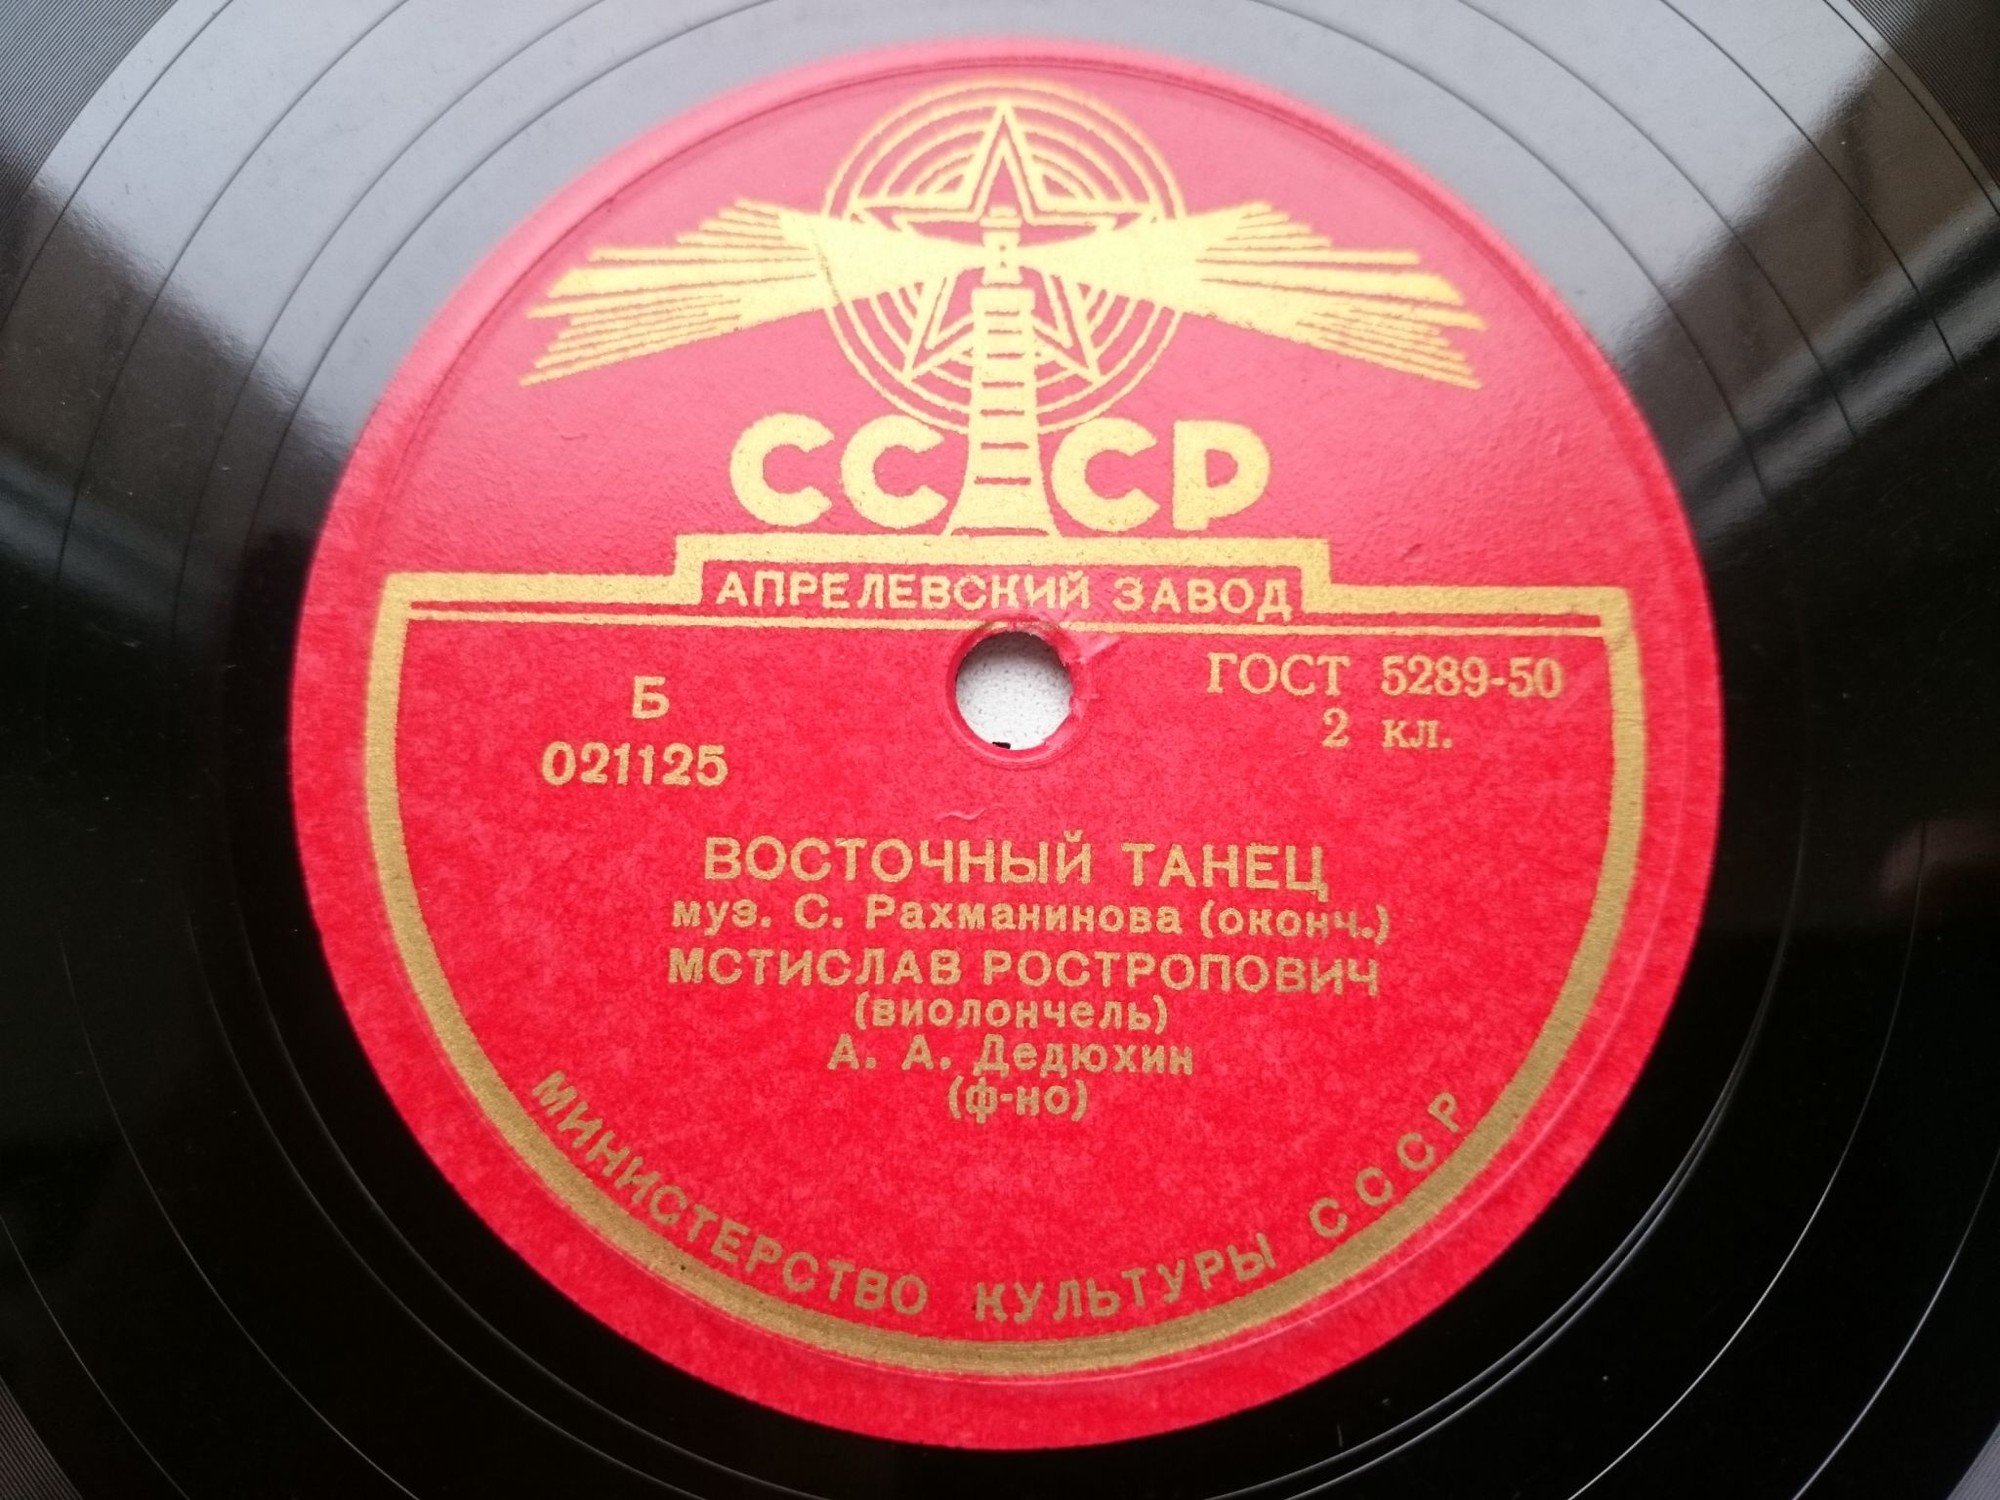 СССР
АПРЕЛЕВСКИЙ ЗАВОД
Б
021125
ГОСТ 5289-50
2 кл.
ВОСТОЧНЫЙ ТАНЕЦ
муз. С. Рахманинова (оконч.)
МСТИСЛАВ РОСТРОПОВИЧ
(виолончель)
А. А. Дедюхин
(ф-но)
МИНИСТЕРСТВО КУЛЬТУРЫ СССР